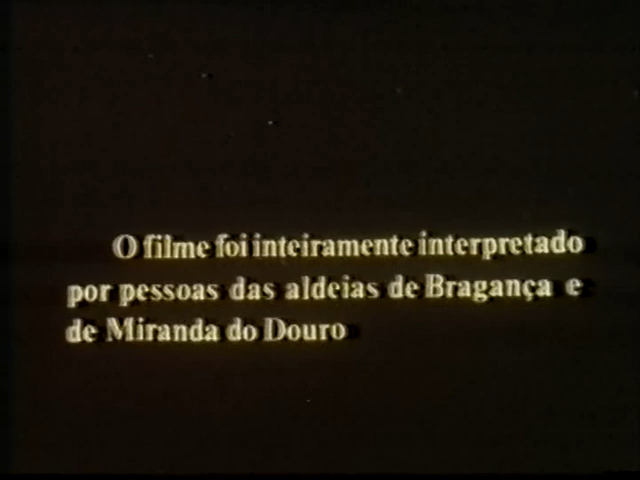 O filme foi inteiramente interpretado
por pessoas das aldeias de Bragança e
de Miranda do Douro